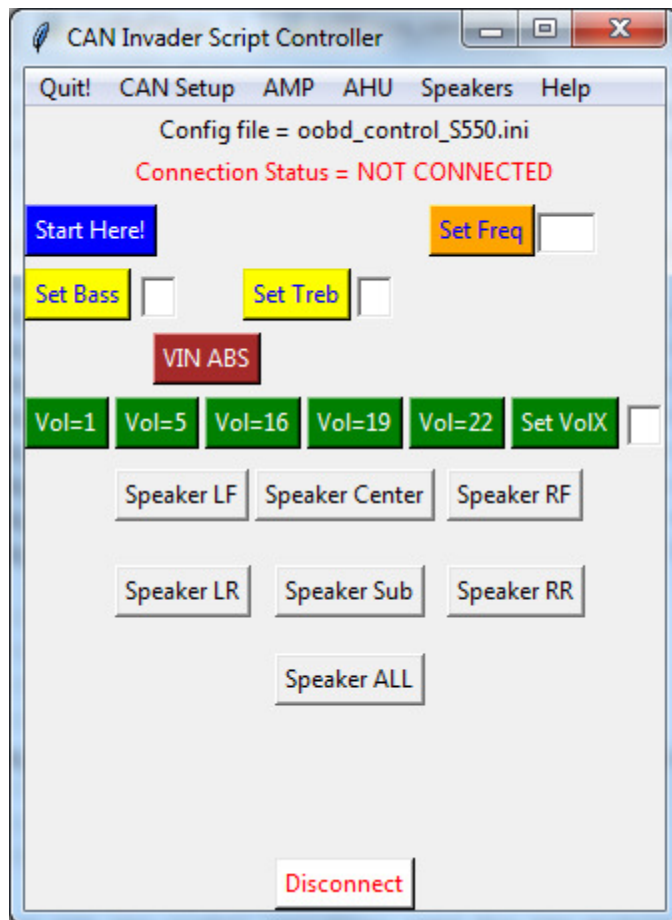 CAN Invader Script Controller
Quit! CAN Setup AMP AHU Speakers Help
Config file = oobd_control_S550.ini
Connection Status = NOT CONNECTED
Start Here! Set Freq
Set Bass Set Treb
VIN ABS
Vol=1 Vol=5 Vol=16 Vol=19 Vol=22 Set VolX
Speaker LF Speaker Center Speaker RF
Speaker LR Speaker Sub Speaker RR
Speaker ALL
Disconnect